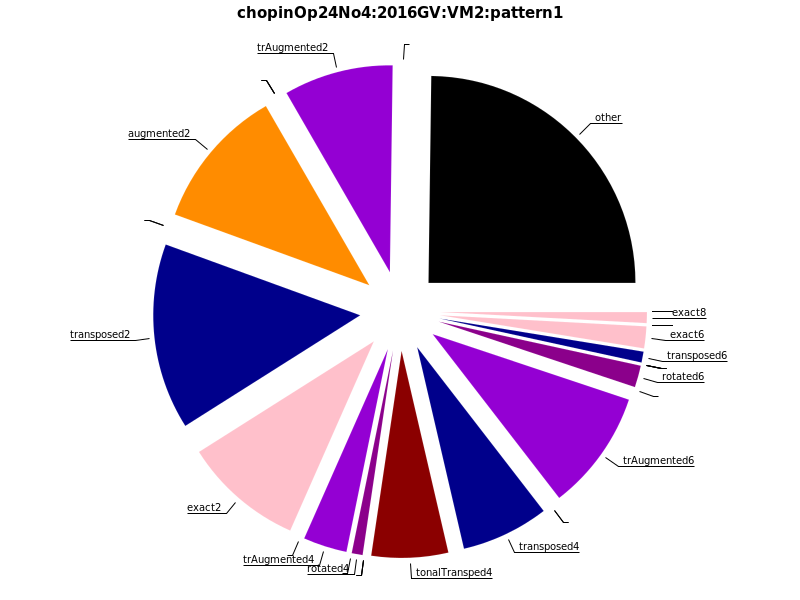 chopinOp24No4:2016GV:VM2:pattern1
trAugmented2
other
augmented2
transposed2
exact8
exact6
transposed6
rotated6
trAugmented6
exact2
transposed4
trAugmented4
rotated4
tonalTransped4